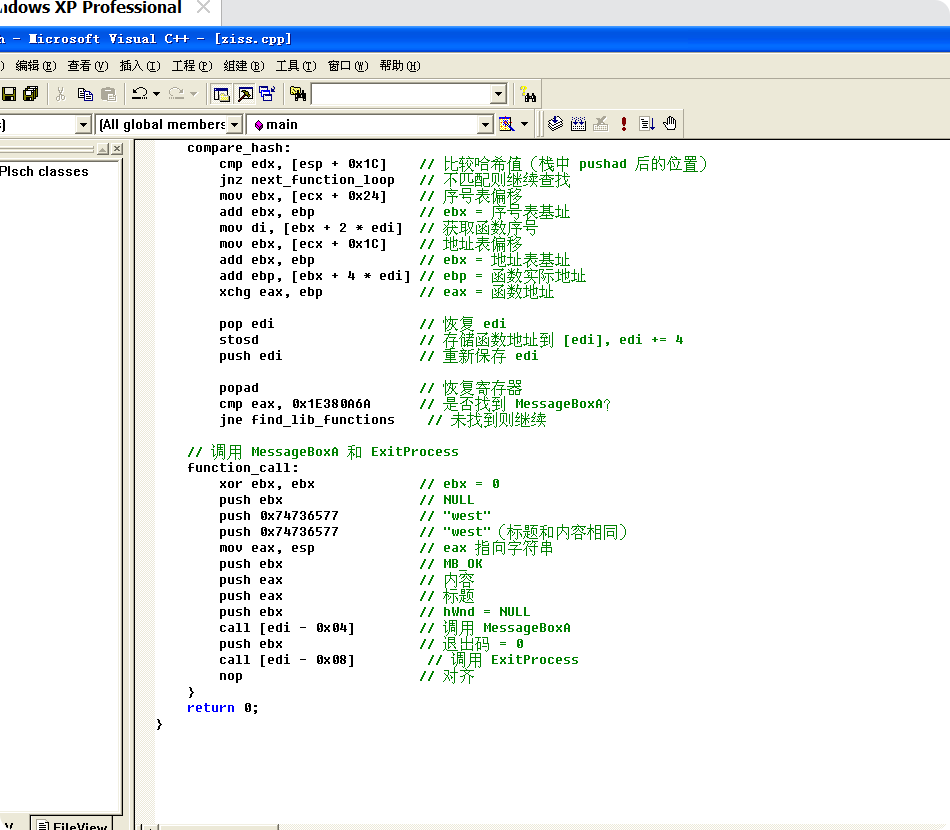 ndows XP Professional
- Microsoft Visual C++ - [ziss.cpp]
编辑(E) 查看(V) 插入(I) 工程(P) 组建(B) 工具(T) 窗口(W) 帮助(H)
(All global members main
Plsch classes
compare_hash:
cmp edx, [esp + 0x1C] // 比较哈希值（栈中 pushad 后的位置）
jnz next_function_loop // 不匹配则继续查找
mov ebx, [ecx + 0x24] // 序号表偏移
add ebx, ebp // ebx = 序号表基址
mov di, [ebx + 2 * edi] // 获取函数序号
mov ebx, [ecx + 0x1C] // 地址表偏移
add ebx, ebp // ebx = 地址表基址
add ebp, [ebx + 4 * edi] // ebp = 函数实际地址
xchg eax, ebp // eax = 函数地址
pop edi // 恢复 edi
stosd // 存储函数地址到 [edi], edi += 4
push edi // 重新保存 edi
popad // 恢复寄存器
cmp eax, 0x1E380A6A // 是否找到 MessageBoxA?
jne find_lib_functions // 未找到则继续
// 调用 MessageBoxA 和 ExitProcess
function_call:
xor ebx, ebx // ebx = 0
push ebx // NULL
push 0x74736577 // "west"
push 0x74736577 // "west"（标题和内容相同）
mov eax, esp // eax 指向字符串
push ebx // MB_OK
push eax // 内容
push eax // 标题
push ebx // hWnd = NULL
call [edi - 0x04] // 调用 MessageBoxA
push ebx // 退出码 = 0
call [edi - 0x08] // 调用 ExitProcess
nop // 对齐
}
return 0;
}
FileView